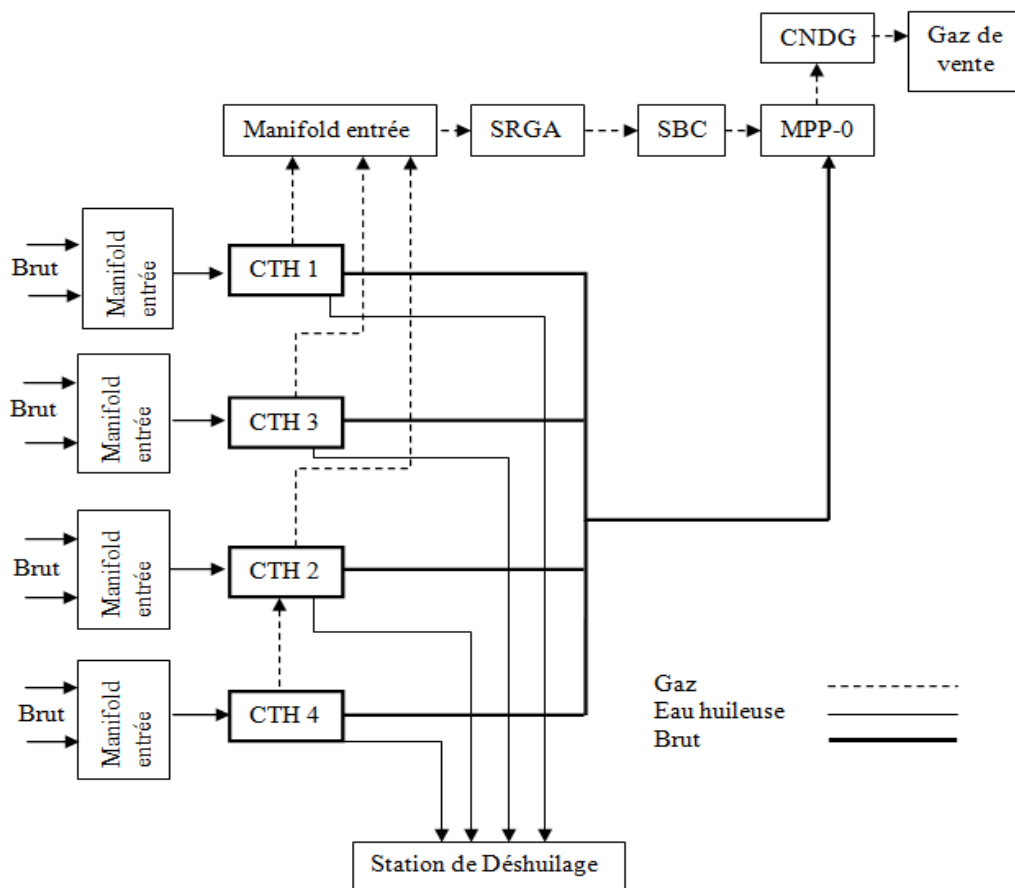 CNDG
Gaz de
vente
Manifold entrée
SRGA
SBC
MPP-0
Brut
Manifold
entrée
CTH 1
Brut
Manifold
entrée
CTH 3
Brut
Manifold
entrée
CTH 2
Brut
Manifold
entrée
CTH 4
Gaz
Eau huileuse
Brut
Station de Déshuilage